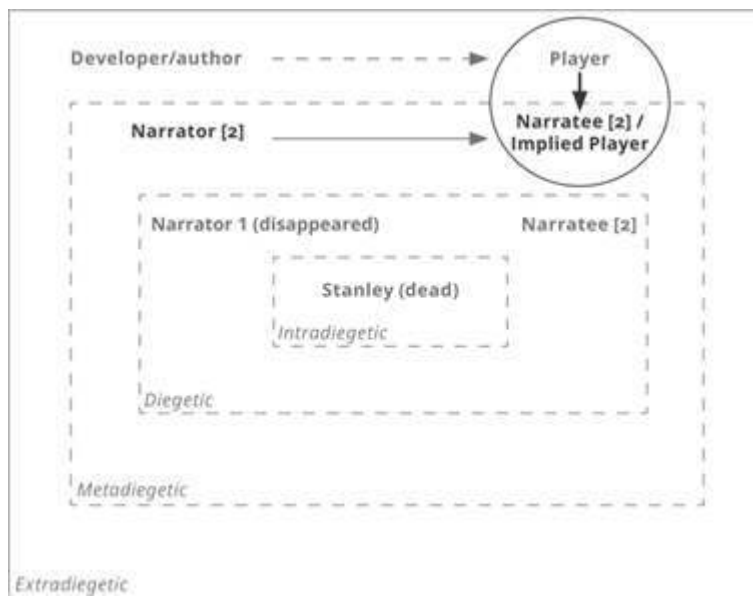 Developer/author
Player
Narrator [2]
Narratee [2] /
Implied Player
Narrator 1 (disappeared)
Narratee [2]
Stanley (dead)
Intradiegetic
Diegetic
Metadiegetic
Extradiegetic